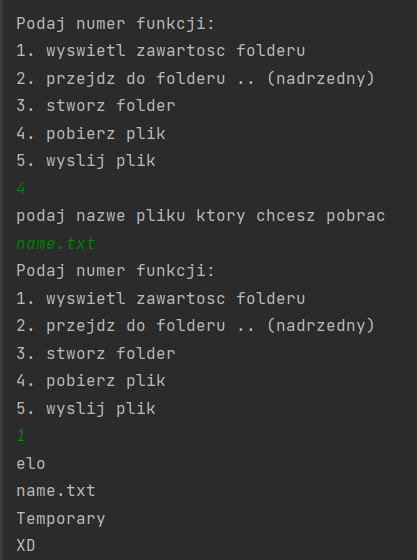 Podaj numer funkcji:
1. wyswietl zawartosc folderu
2. przejdz do folderu .. (nadrzedny)
3. stworz folder
4. pobierz plik
5. wyslij plik
4
podaj nazwe pliku ktory chcesz pobrac
name.txt
Podaj numer funkcji:
1. wyswietl zawartosc folderu
2. przejdz do folderu .. (nadrzedny)
3. stworz folder
4. pobierz plik
5. wyslij plik
1
elo
name.txt
Temporary
XD